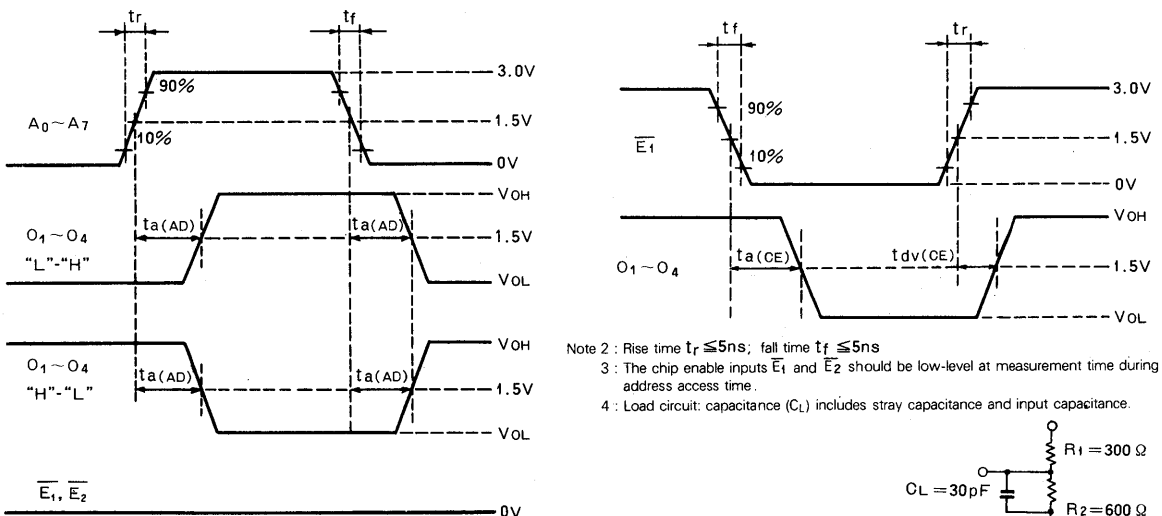 tr
tf
3.0V
90%
A0~A7
1.5V
10%
0V
VOH
ta(AD)
ta(AD)
O1~O4
1.5V
"L"-"H"
VOL
VOH
O1~O4
ta(AD)
ta(AD)
1.5V
"H"-"L"
VOL
E1, E2
0V
tf
tr
3.0V
90%
1.5V
E1
10%
0V
VOH
ta(CE)
tdv(CE)
O1~O4
1.5V
VOL
Note 2 : Rise time tr ≦5ns; fall time tf ≦5ns
3 : The chip enable inputs E1 and E2 should be low-level at measurement time during
address access time.
4 : Load circuit: capacitance (CL) includes stray capacitance and input capacitance.
R1=300 Ω
CL=30pF
R2=600 Ω